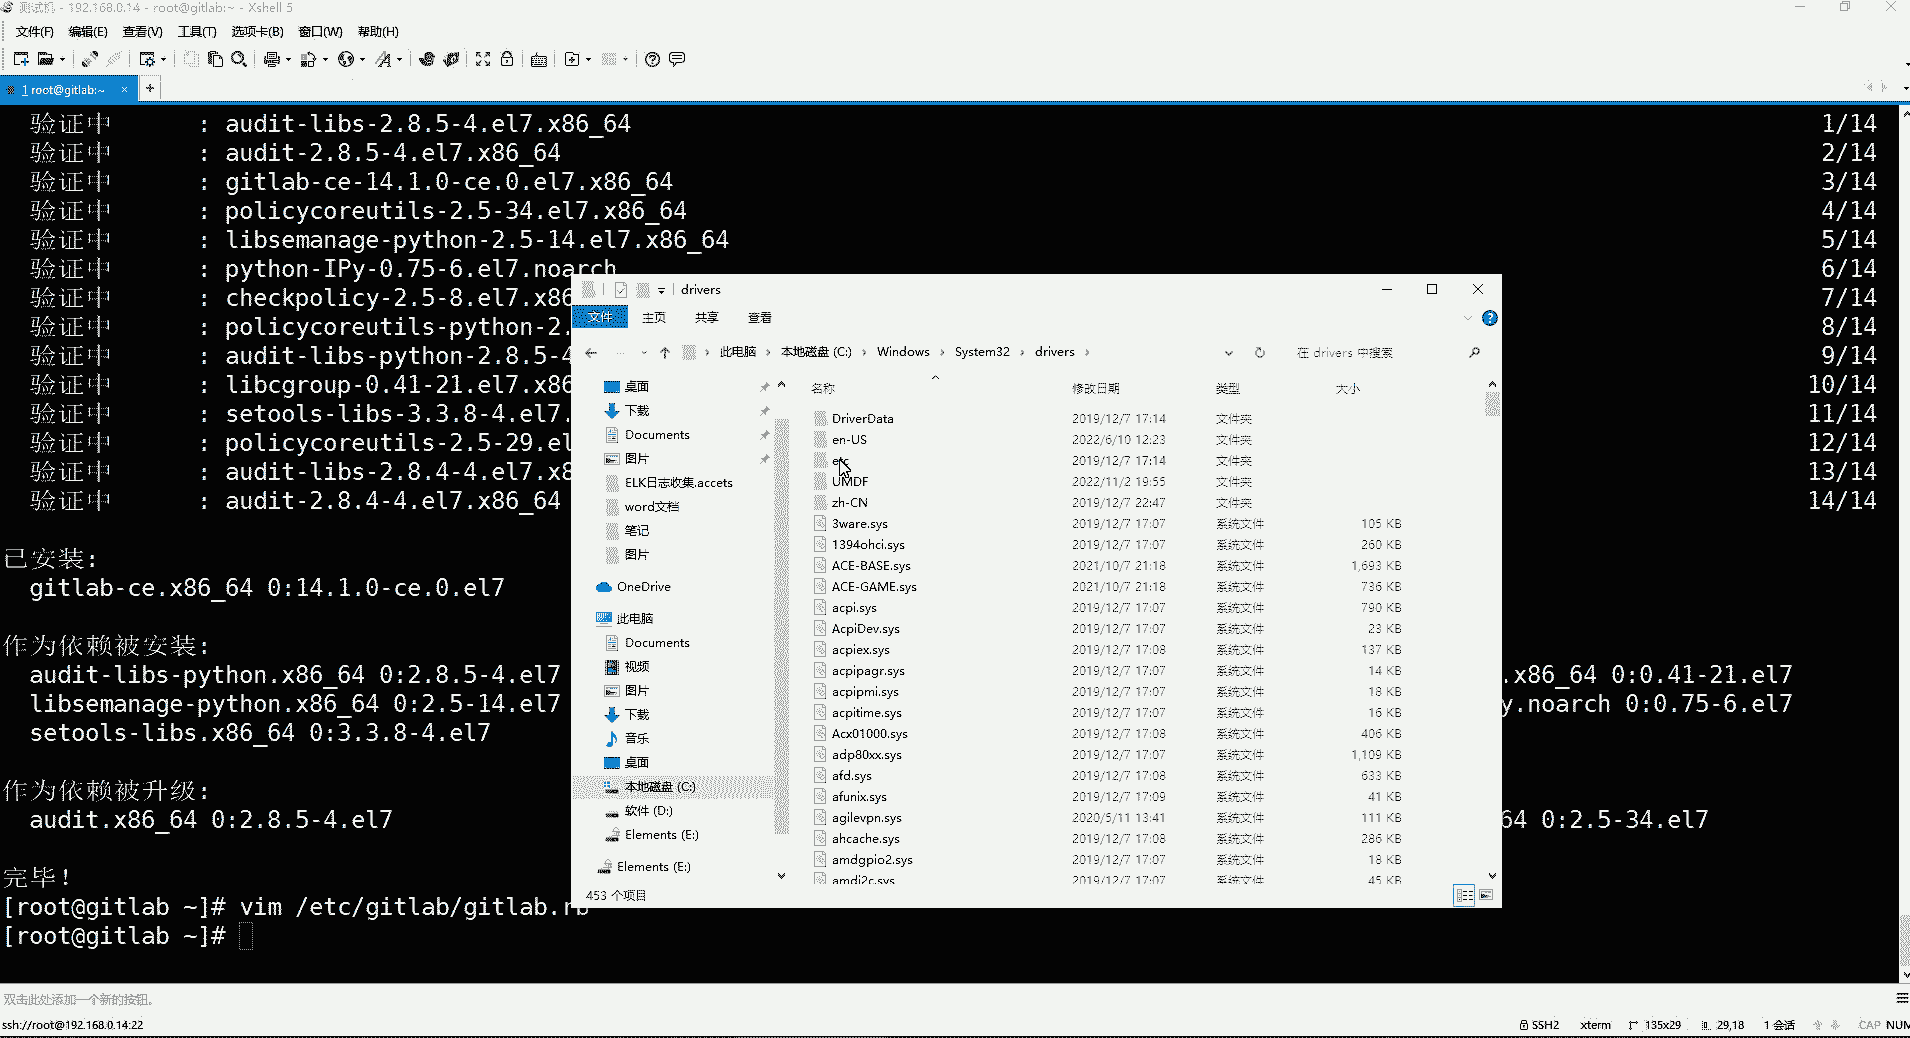 测试机 - 192.168.0.14 - root@gitlab:~ - Xshell 5
文件(F) 编辑(E) 查看(V) 工具(T) 选项卡(B) 窗口(W) 帮助(H)
1 root@gitlab:~ × +
验证中 : audit-libs-2.8.5-4.el7.x86_64 1/14
验证中 : audit-2.8.5-4.el7.x86_64 2/14
验证中 : gitlab-ce-14.1.0-ce.0.el7.x86_64 3/14
验证中 : policycoreutils-2.5-34.el7.x86_64 4/14
验证中 : libsemanage-python-2.5-14.el7.x86_64 5/14
验证中 : python-IPy-0.75-6.el7.noarch 6/14
验证中 : checkpolicy-2.5-8.el7.x86 7/14
验证中 : policycoreutils-python-2. 8/14
验证中 : audit-libs-python-2.8.5-4 9/14
验证中 : libcgroup-0.41-21.el7.x86 10/14
验证中 : setools-libs-3.3.8-4.el7. 11/14
验证中 : policycoreutils-2.5-29.el 12/14
验证中 : audit-libs-2.8.4-4.el7.x8 13/14
验证中 : audit-2.8.4-4.el7.x86_64 14/14
已安装:
gitlab-ce.x86_64 0:14.1.0-ce.0.el7
作为依赖被安装:
audit-libs-python.x86_64 0:2.8.5-4.el7 .x86_64 0:0.41-21.el7
libsemanage-python.x86_64 0:2.5-14.el7 y.noarch 0:0.75-6.el7
setools-libs.x86_64 0:3.3.8-4.el7
作为依赖被升级:
audit.x86_64 0:2.8.5-4.el7 64 0:2.5-34.el7
完毕!
[root@gitlab ~]# vim /etc/gitlab/gitlab.rb
[root@gitlab ~]#
drivers
文件 主页 共享 查看
此电脑 › 本地磁盘 (C:) › Windows › System32 › drivers ›
在 drivers 中搜索
桌面
下载
Documents
图片
ELK日志收集.accets
word文档
笔记
图片
OneDrive
此电脑
Documents
视频
图片
下载
音乐
桌面
本地磁盘 (C:)
软件 (D:)
Elements (E:)
Elements (E:)
名称 修改日期 类型 大小
DriverData 2019/12/7 17:14 文件夹
en-US 2022/6/10 12:23 文件夹
etc 2019/12/7 17:14 文件夹
UMDF 2022/11/2 19:55 文件夹
zh-CN 2019/12/7 22:47 文件夹
3ware.sys 2019/12/7 17:07 系统文件 105 KB
1394ohci.sys 2019/12/7 17:07 系统文件 260 KB
ACE-BASE.sys 2021/10/7 21:18 系统文件 1,693 KB
ACE-GAME.sys 2021/10/7 21:18 系统文件 736 KB
acpi.sys 2019/12/7 17:07 系统文件 790 KB
AcpiDev.sys 2019/12/7 17:07 系统文件 23 KB
acpiex.sys 2019/12/7 17:08 系统文件 137 KB
acpipagr.sys 2019/12/7 17:07 系统文件 14 KB
acpipmi.sys 2019/12/7 17:07 系统文件 18 KB
acpitime.sys 2019/12/7 17:07 系统文件 16 KB
Acx01000.sys 2019/12/7 17:08 系统文件 406 KB
adp80xx.sys 2019/12/7 17:07 系统文件 1,109 KB
afd.sys 2019/12/7 17:08 系统文件 633 KB
afunix.sys 2019/12/7 17:09 系统文件 41 KB
agilevpn.sys 2020/5/11 13:41 系统文件 111 KB
ahcache.sys 2019/12/7 17:08 系统文件 286 KB
amdgpio2.sys 2019/12/7 17:07 系统文件 18 KB
amdi2c.sys 2019/12/7 17:07 系统文件 45 KB
453 个项目
双击此处添加一个新的按钮。
ssh://root@192.168.0.14:22 SSH2 xterm 135x29 29,18 1 会话 CAP NUM